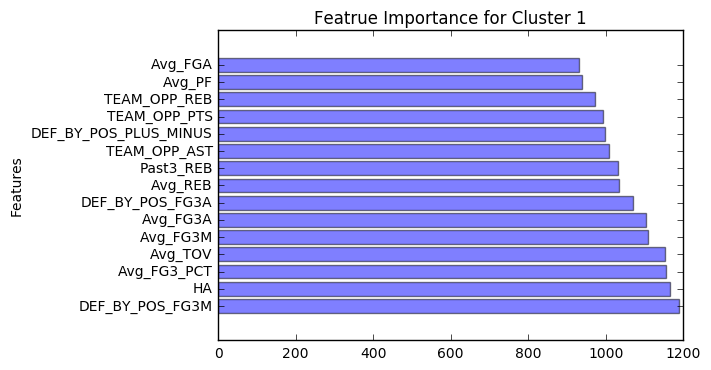 Featrue Importance for Cluster 1
Features
Avg_FGA
Avg_PF
TEAM_OPP_REB
TEAM_OPP_PTS
DEF_BY_POS_PLUS_MINUS
TEAM_OPP_AST
Past3_REB
Avg_REB
DEF_BY_POS_FG3A
Avg_FG3A
Avg_FG3M
Avg_TOV
Avg_FG3_PCT
HA
DEF_BY_POS_FG3M
0 200 400 600 800 1000 1200